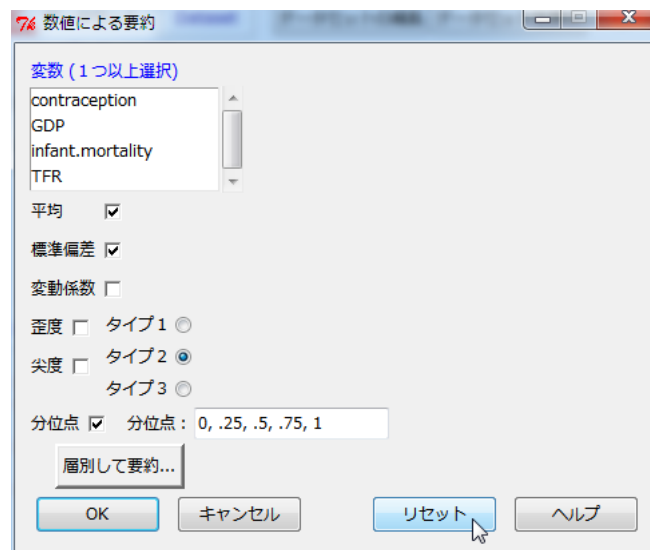 数値による要約
変数 (1つ以上選択)
contraception
GDP
infant.mortality
TFR
平均
標準偏差
変動係数
歪度 タイプ1
尖度 タイプ2
タイプ3
分位点 分位点: 0, .25, .5, .75, 1
層別して要約...
OK キャンセル リセット ヘルプ